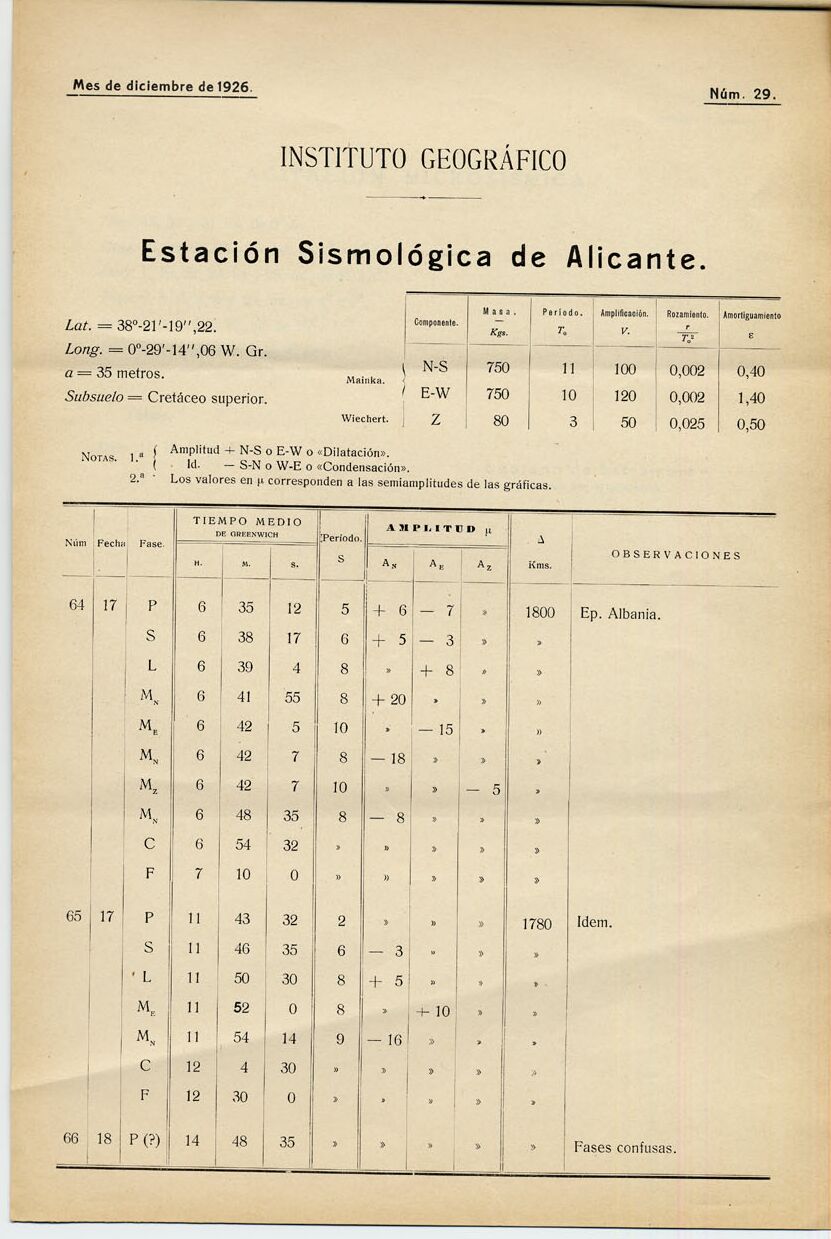 Mes de diciembre de 1926.
Núm. 29.
INSTITUTO GEOGRÁFICO
Estación Sismológica de Alicante.
Lat. = 38º-21'-19'',22.
Long. = 0º-29'-14'',06 W. Gr.
a = 35 metros.
Subsuelo = Cretáceo superior.
Componente. Masa. — Kgs. Período. T₀ Amplificación. V. Rozamiento. r/T₀² Amortiguamiento ε
Mainka. N-S 750 11 100 0,002 0,40
E-W 750 10 120 0,002 1,40
Wiechert. Z 80 3 50 0,025 0,50
NOTAS. 1.ª Amplitud + N-S o E-W o «Dilatación».
Id. — S-N o W-E o «Condensación».
2.ª Los valores en µ corresponden a las semiamplitudes de las gráficas.
Núm Fecha Fase. TIEMPO MEDIO DE GREENWICH H. M. S. Período. S AMPLITUD µ A_N A_E A_Z Δ Kms. OBSERVACIONES
64 17 P 6 35 12 5 + 6 — 7 » 1800 Ep. Albania.
S 6 38 17 6 + 5 — 3 » »
L 6 39 4 8 » + 8 » »
M_N 6 41 55 8 + 20 » » »
M_E 6 42 5 10 » — 15 » »
M_N 6 42 7 8 — 18 » » »
M_Z 6 42 7 10 » » — 5 »
M_N 6 48 35 8 — 8 » » »
C 6 54 32 » » » » »
F 7 10 0 » » » » »
65 17 P 11 43 32 2 » » » 1780 Idem.
S 11 46 35 6 — 3 » » »
L 11 50 30 8 + 5 » » »
M_E 11 52 0 8 » + 10 » »
M_N 11 54 14 9 — 16 » » »
C 12 4 30 » » » » »
F 12 30 0 » » » » »
66 18 P (?) 14 48 35 » » » » » Fases confusas.